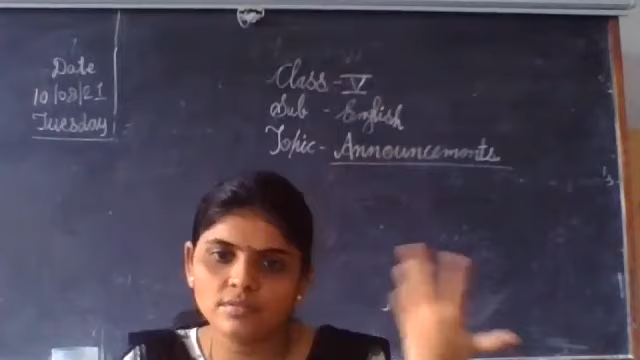 Date
10/08/21
Tuesday
Class - V
Sub - English
Topic - Announcements